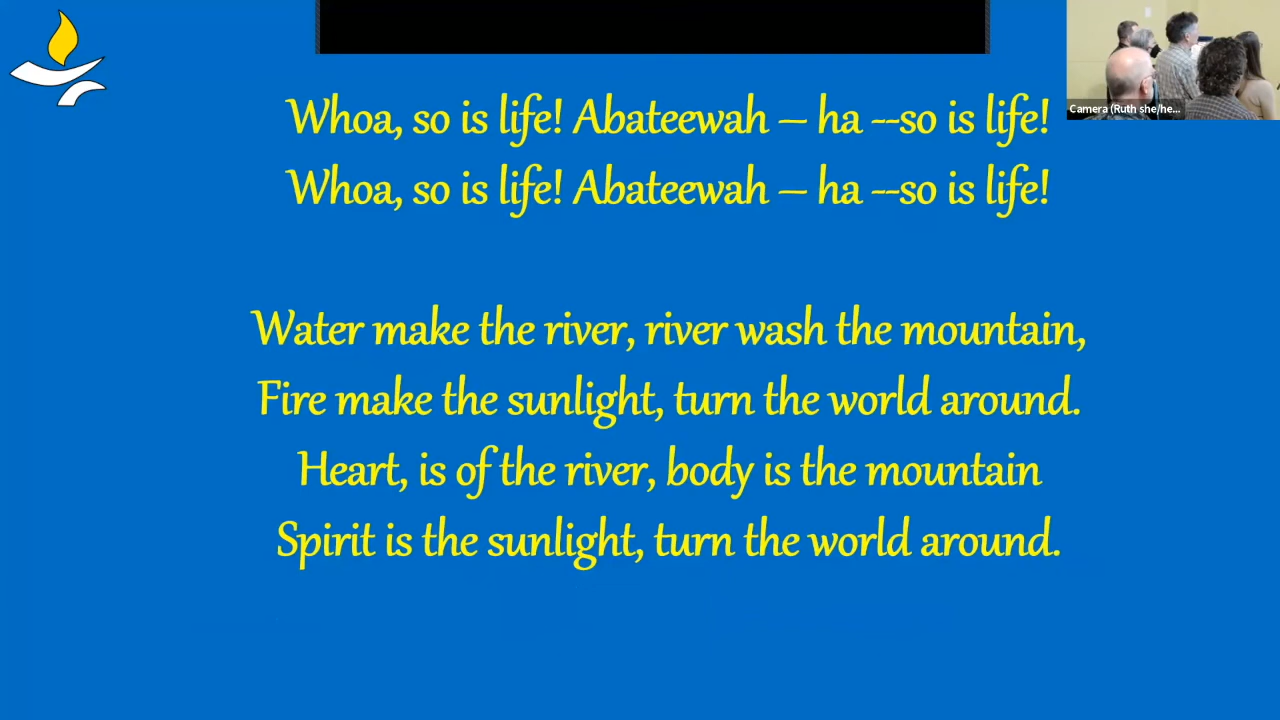 Whoa, so is life! Abateewah – ha --so is life!
Whoa, so is life! Abateewah – ha --so is life!
Water make the river, river wash the mountain,
Fire make the sunlight, turn the world around.
Heart, is of the river, body is the mountain
Spirit is the sunlight, turn the world around.
Camera (Ruth she/he...